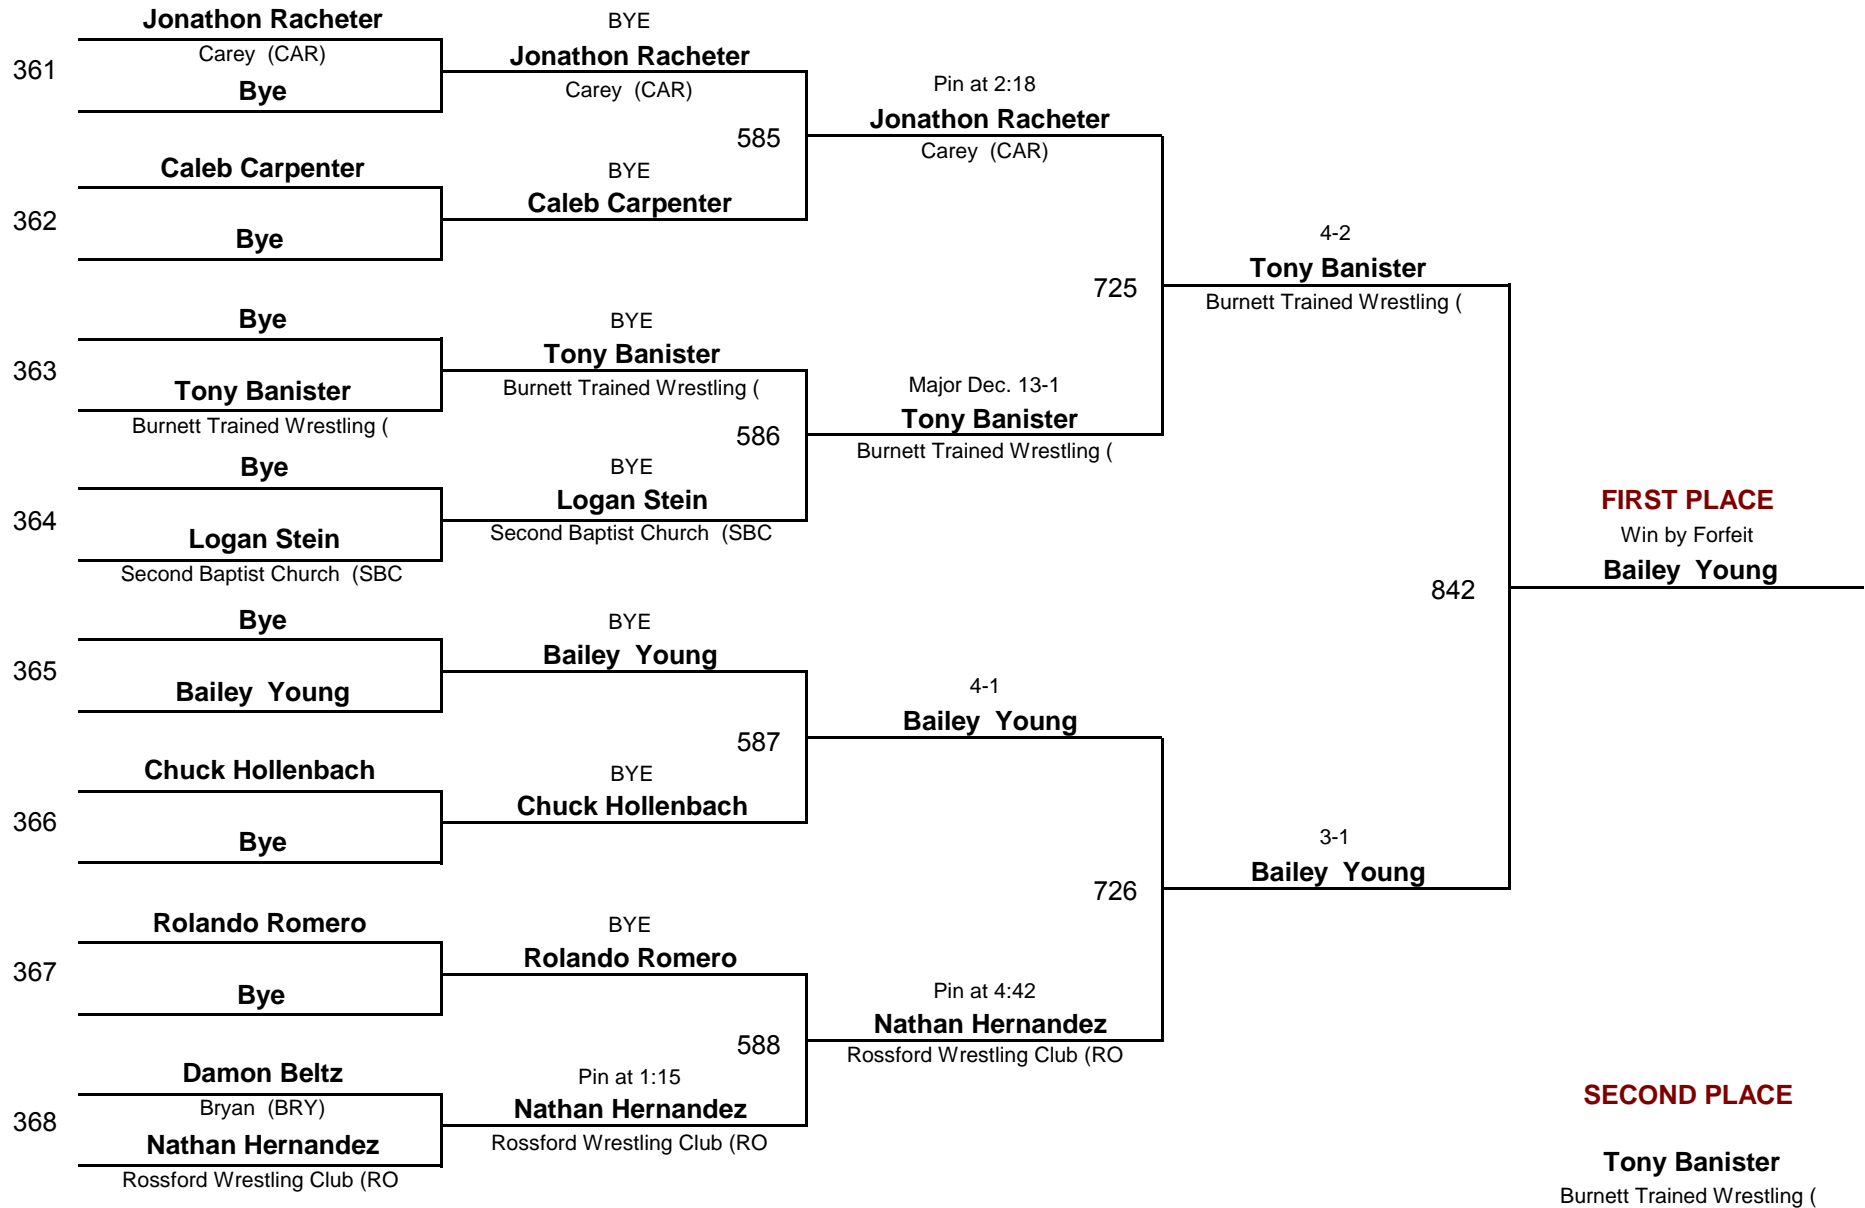 Jonathon Racheter
Carey  (CAR)
361
Bye
Caleb Carpenter
362
Bye
Bye
363
Tony Banister
Burnett Trained Wrestling (
Bye
364
Logan Stein
Second Baptist Church  (SBC
Bye
365
Bailey  Young
Chuck Hollenbach
366
Bye
Rolando Romero
367
Bye
Damon Beltz
Bryan  (BRY)
368
Nathan Hernandez
Rossford Wrestling Club (RO
BYE
Jonathon Racheter
Carey  (CAR)
585
BYE
Caleb Carpenter
BYE
Tony Banister
Burnett Trained Wrestling (
586
BYE
Logan Stein
Second Baptist Church  (SBC
BYE
Bailey  Young
587
BYE
Chuck Hollenbach
BYE
Rolando Romero
588
Pin at 1:15
Nathan Hernandez
Rossford Wrestling Club (RO
Pin at 2:18
Jonathon Racheter
Carey  (CAR)
725
Major Dec. 13-1
Tony Banister
Burnett Trained Wrestling (
4-1
Bailey  Young
726
Pin at 4:42
Nathan Hernandez
Rossford Wrestling Club (RO
4-2
Tony Banister
Burnett Trained Wrestling (
842
3-1
Bailey  Young
FIRST PLACE
Win by Forfeit
Bailey  Young
SECOND PLACE
Tony Banister
Burnett Trained Wrestling (